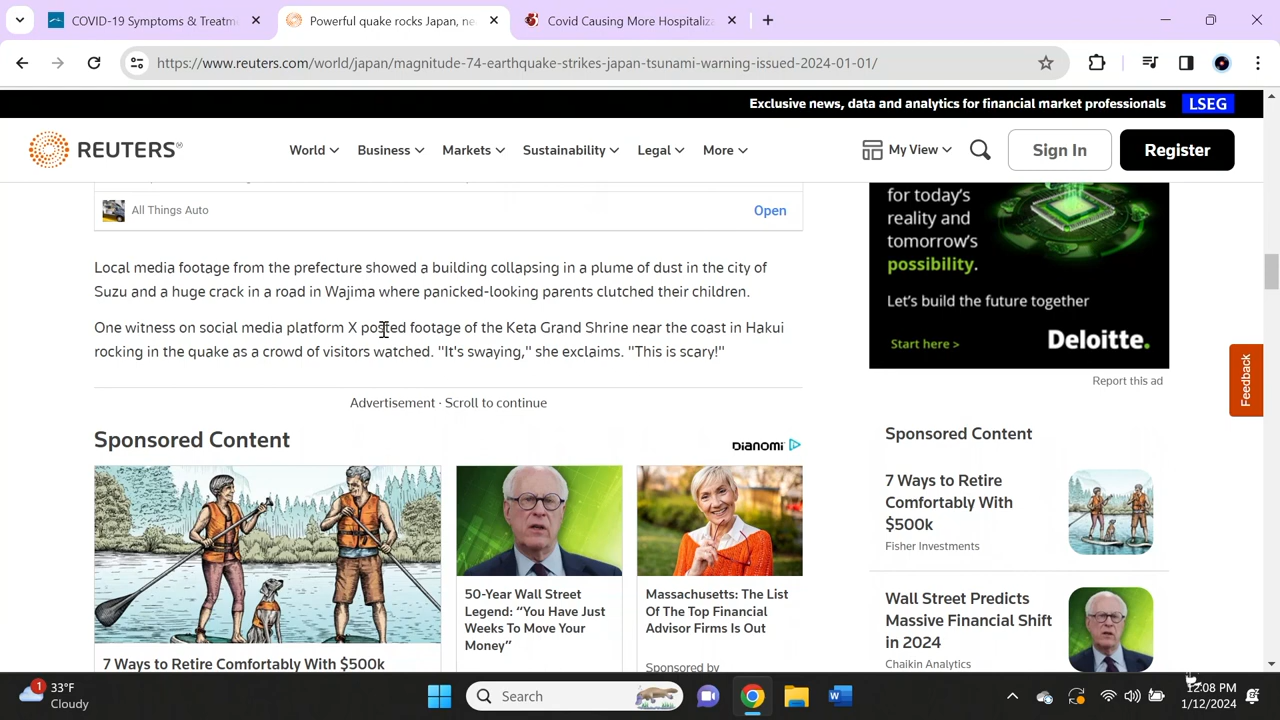 COVID-19 Symptoms & Treatm
Powerful quake rocks Japan, ne
Covid Causing More Hospitaliza
https://www.reuters.com/world/japan/magnitude-74-earthquake-strikes-japan-tsunami-warning-issued-2024-01-01/
Exclusive news, data and analytics for financial market professionals LSEG
REUTERS®
World
Business
Markets
Sustainability
Legal
More
My View
Sign In
Register
All Things Auto
Open
Local media footage from the prefecture showed a building collapsing in a plume of dust in the city of
Suzu and a huge crack in a road in Wajima where panicked-looking parents clutched their children.
One witness on social media platform X posted footage of the Keta Grand Shrine near the coast in Hakui
rocking in the quake as a crowd of visitors watched. "It's swaying," she exclaims. "This is scary!"
Advertisement · Scroll to continue
Sponsored Content
DIANOMI
7 Ways to Retire Comfortably With $500k
50-Year Wall Street
Legend: “You Have Just
Weeks To Move Your
Money”
Massachusetts: The List
Of The Top Financial
Advisor Firms Is Out
Sponsored by
for today's
reality and
tomorrow's
possibility.
Let's build the future together
Start here >
Deloitte.
Report this ad
Feedback
Sponsored Content
7 Ways to Retire
Comfortably With
$500k
Fisher Investments
Wall Street Predicts
Massive Financial Shift
in 2024
Chaikin Analytics
1
33°F
Cloudy
Search
12:08 PM
1/12/2024